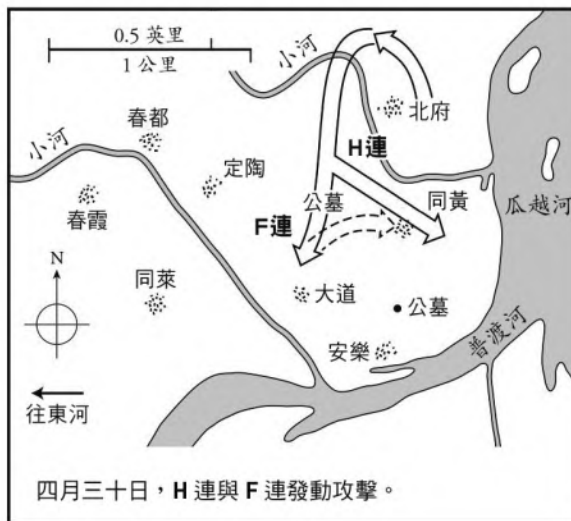 0.5 英里
1 公里
小河
北府
春都
H連
小河
定陶
公墓
同黃
瓜越河
春霞
F連
N
同萊
大道
公墓
安樂
普渡河
往東河
四月三十日，H 連與 F 連發動攻擊。